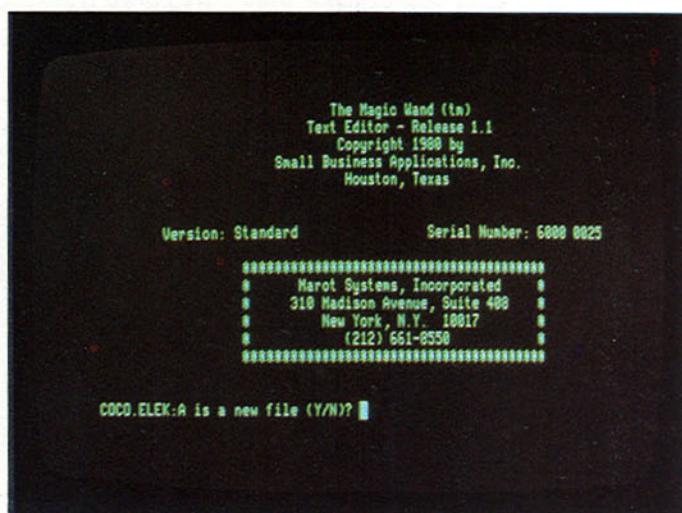 The Magic Wand (tm)
Text Editor - Release 1.1
Copyright 1980 by
Small Business Applications, Inc.
Houston, Texas
Version: Standard Serial Number: 6000 0025
Marot Systems, Incorporated
310 Madison Avenue, Suite 408
New York, N.Y. 10017
(212) 661-8550
COCO.ELEK:A is a new file (Y/N)?